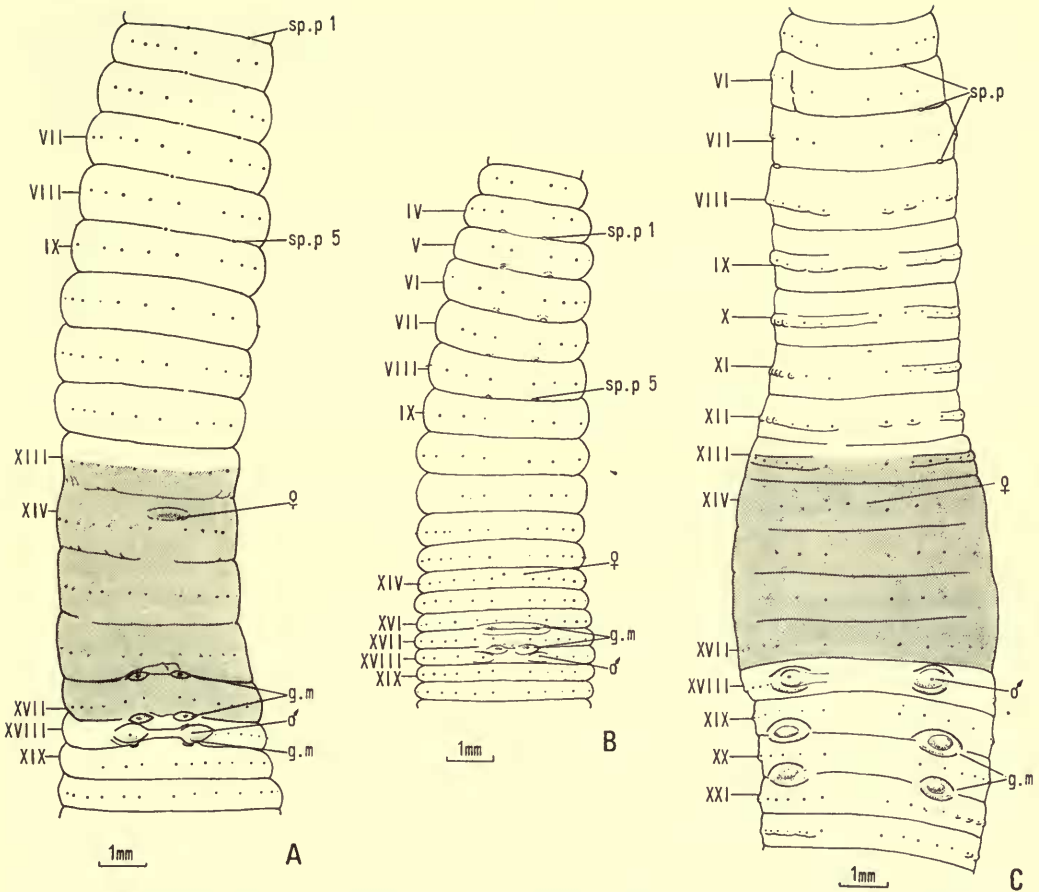 sp.p 1
VII
VIII
IX
sp.p 5
XIII
XIV
♀
g.m
XVII
♂
XVIII
g.m
XIX
1mm
A
IV
sp.p 1
V
VI
VII
VIII
sp.p 5
IX
♀
XIV
XVI
g.m
XVII
♂
XVIII
XIX
1mm
B
VI
sp.p
VII
VIII
IX
X
XI
XII
XIII
♀
XIV
XVII
XVIII
♂
XIX
XX
g.m
XXI
1mm
C